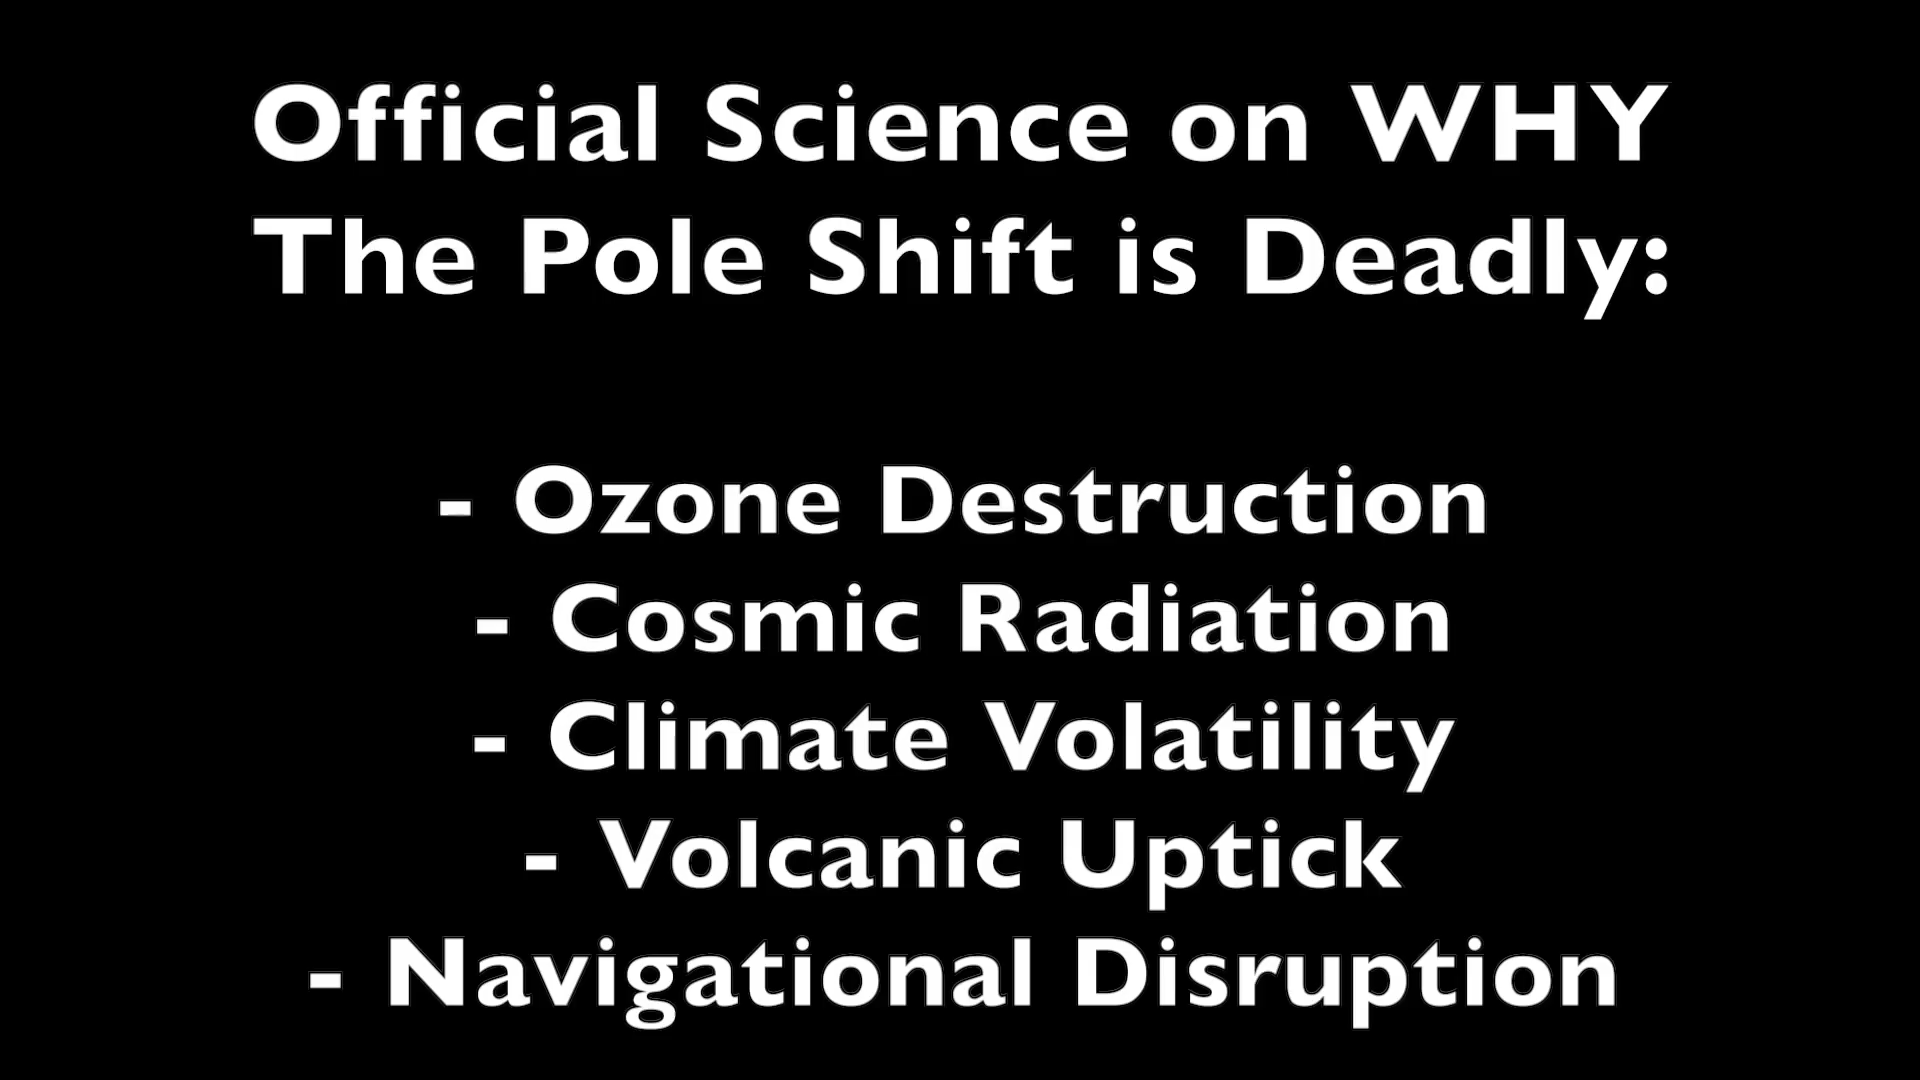 Official Science on WHY
The Pole Shift is Deadly:
- Ozone Destruction
- Cosmic Radiation
- Climate Volatility
- Volcanic Uptick
- Navigational Disruption